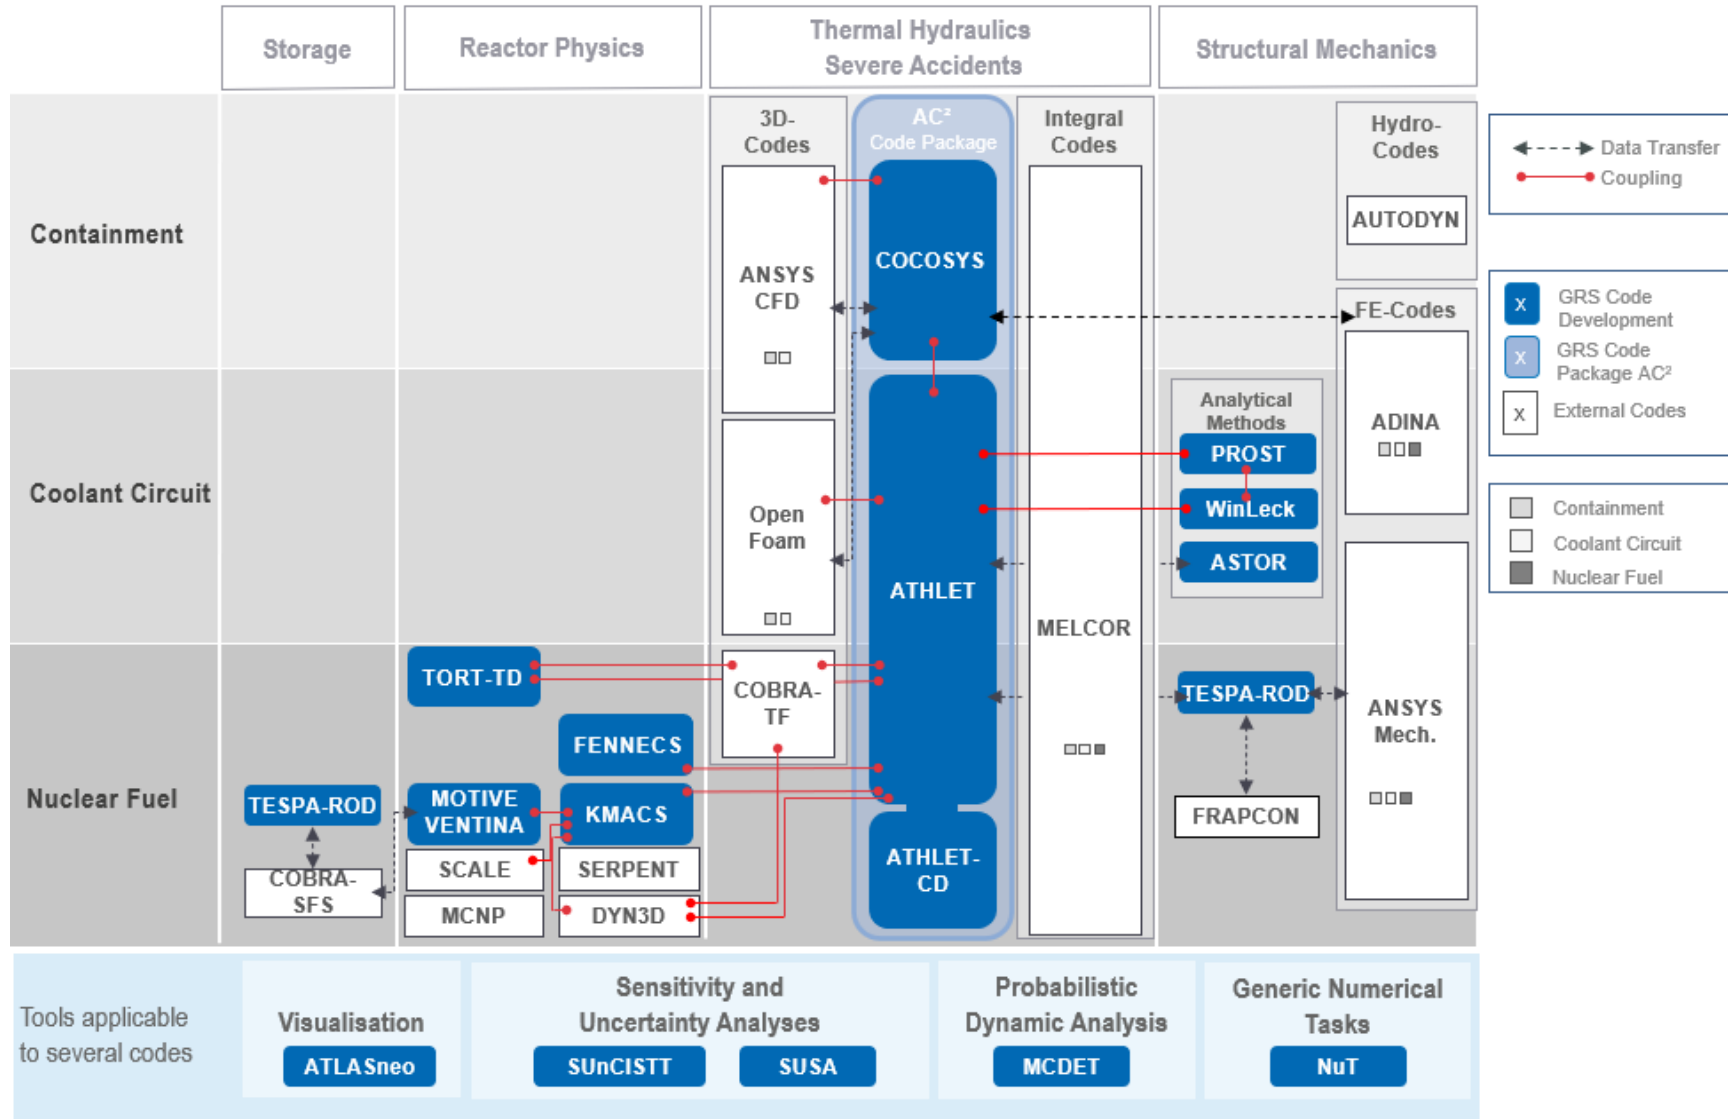 Storage
Reactor Physics
Thermal Hydraulics
Severe Accidents
Structural Mechanics
Containment
Coolant Circuit
Nuclear Fuel
TESPA-ROD
COBRA-
SFS
TORT-TD
FENNECS
MOTIVE
VENTINA
KMACS
SCALE
SERPENT
MCNP
DYN3D
3D-
Codes
ANSYS
CFD
Open
Foam
COBRA-
TF
AC²
Code Package
COCOSYS
ATHLET
ATHLET-
CD
Integral
Codes
MELCOR
Analytical
Methods
PROST
WinLeck
ASTOR
TESPA-ROD
FRAPCON
Hydro-
Codes
AUTODYN
FE-Codes
ADINA
ANSYS
Mech.
Data Transfer
Coupling
X GRS Code
Development
X GRS Code
Package AC²
X External Codes
Containment
Coolant Circuit
Nuclear Fuel
Tools applicable
to several codes
Visualisation
ATLASneo
Sensitivity and
Uncertainty Analyses
SUnCISTT
SUSA
Probabilistic
Dynamic Analysis
MCDET
Generic Numerical
Tasks
NuT